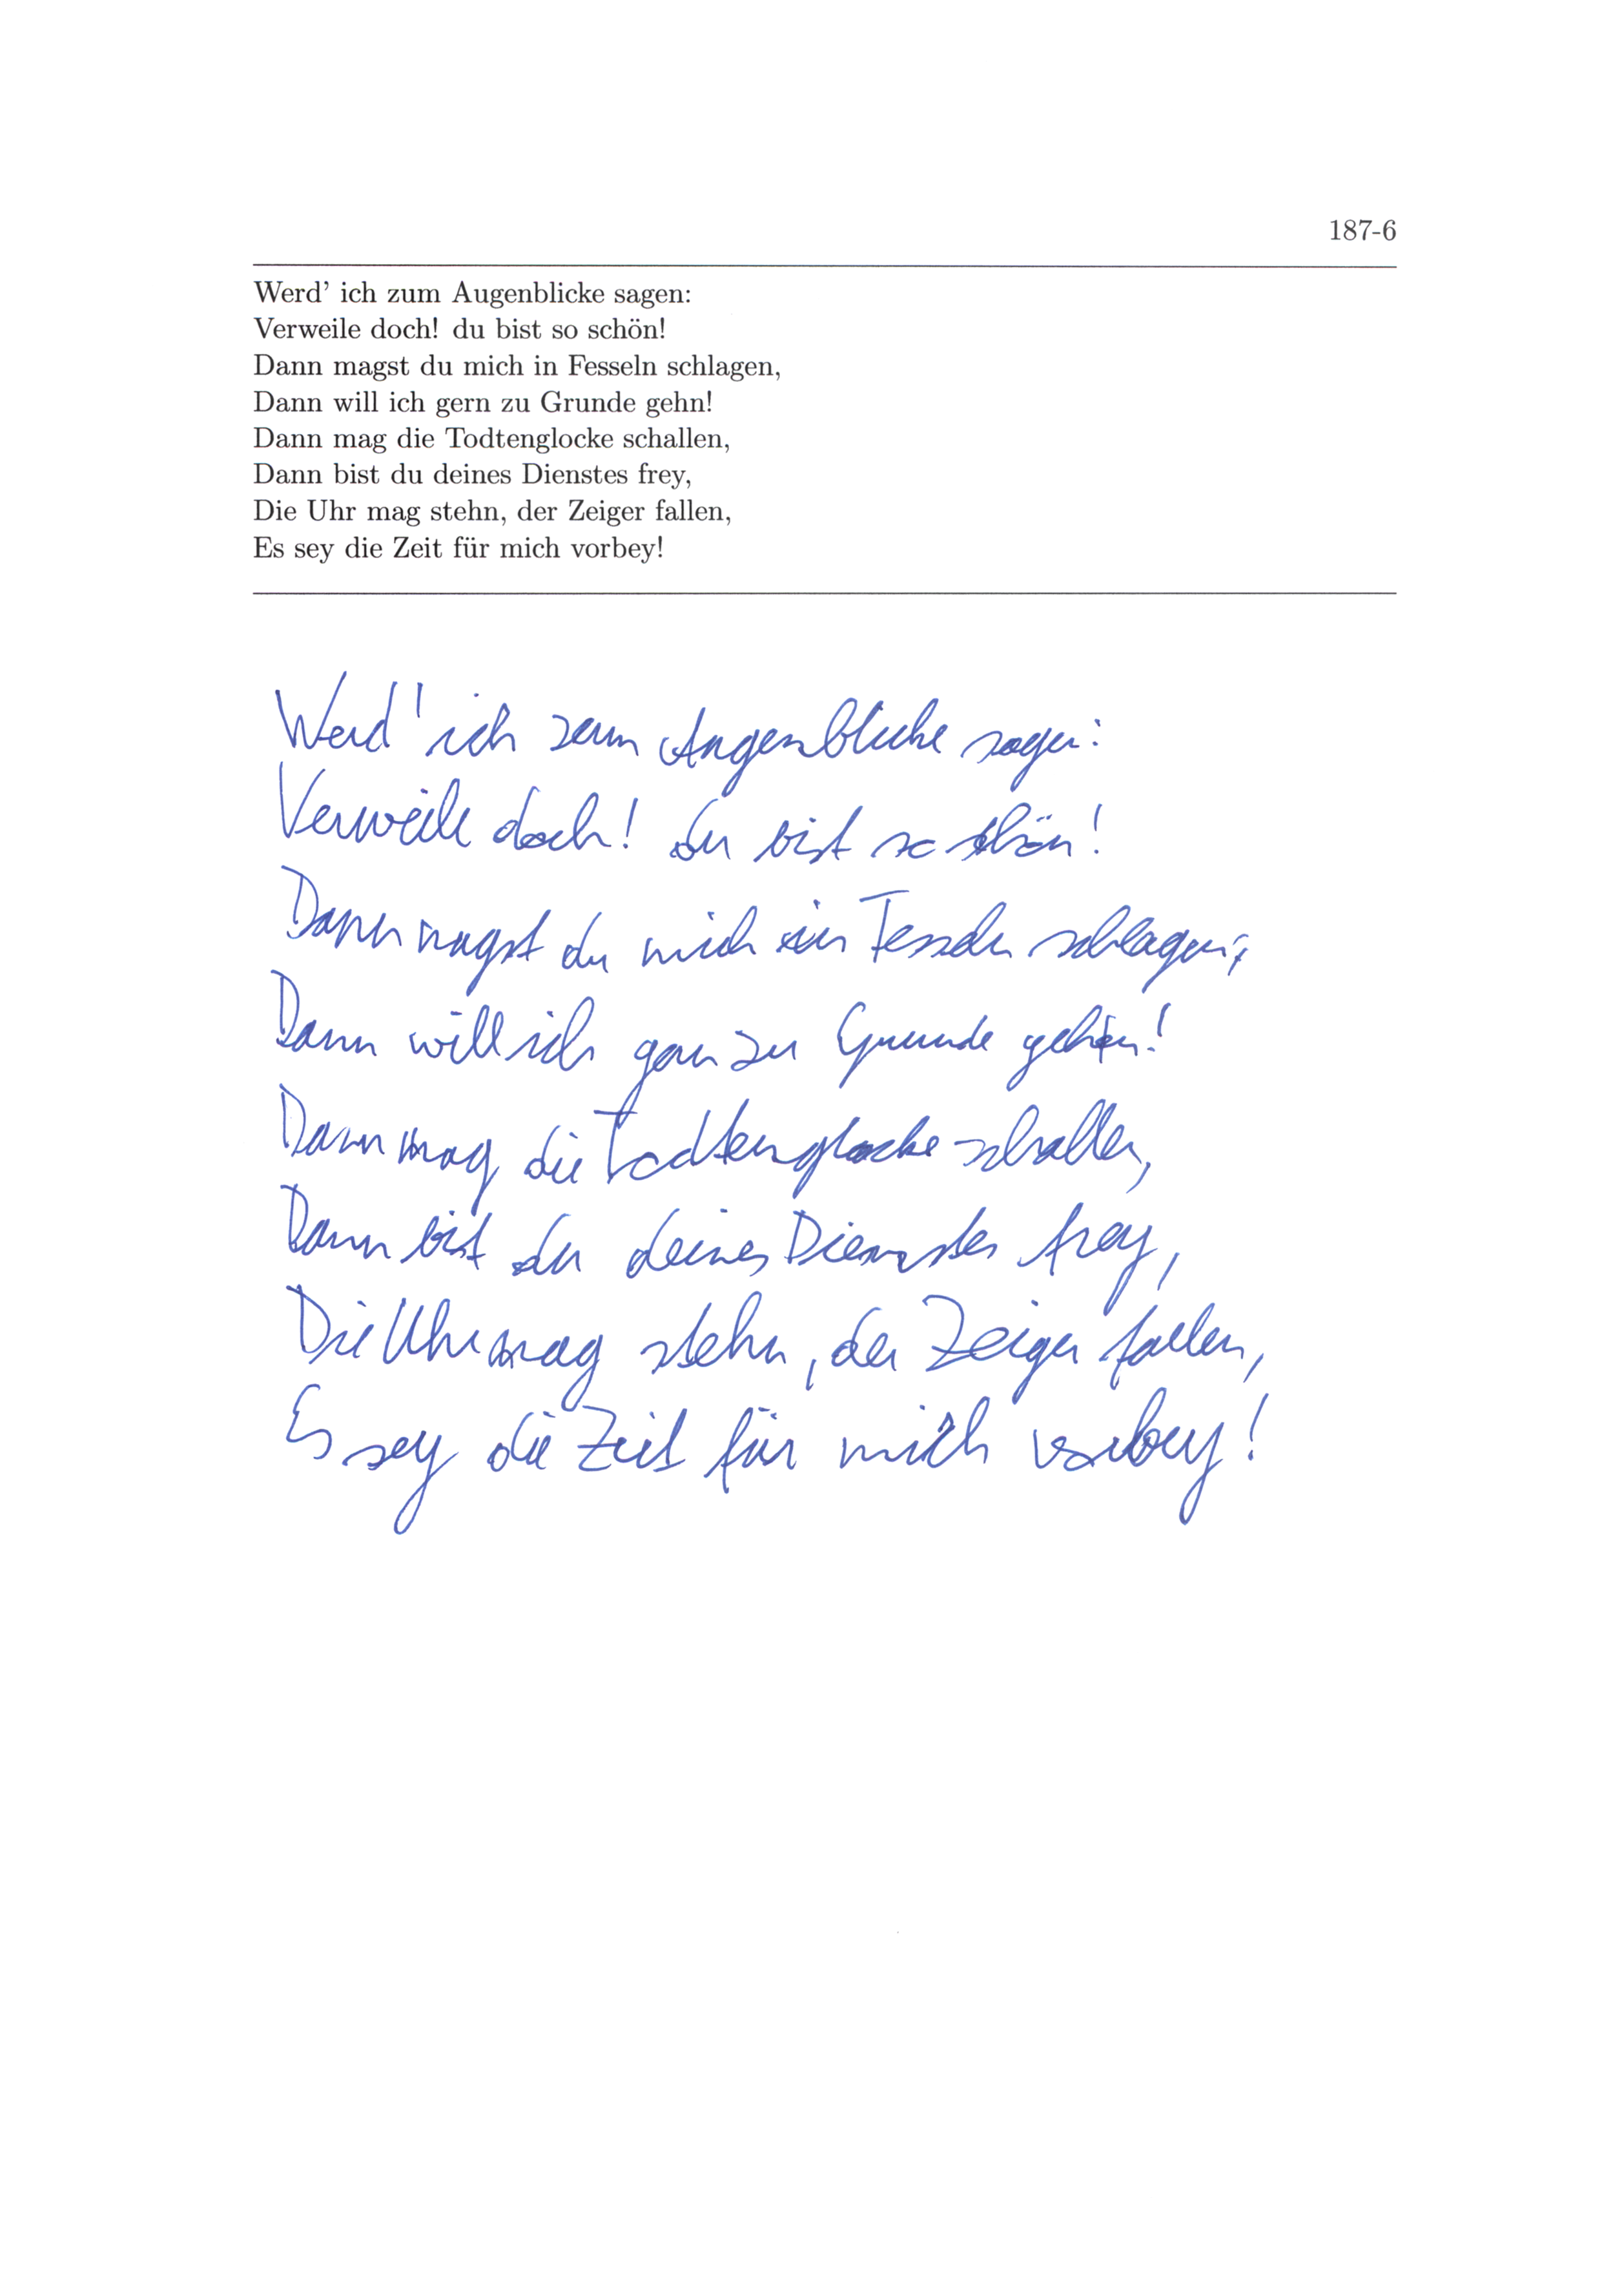 187-6
Werd' ich zum Augenblicke sagen:
Verweile doch! du bist so schön!
Dann magst du mich in Fesseln schlagen,
Dann will ich gern zu Grunde gehn!
Dann mag die Todtenglocke schallen,
Dann bist du deines Dienstes frey,
Die Uhr mag stehn, der Zeiger fallen,
Es sey die Zeit für mich vorbey!
Werd' ich zum Augenblicke sagen:
Verweile doch! du bist so schön!
Dann magst du mich in Fesseln schlagen,
Dann will ich gern zu Grunde gehn!
Dann mag die Todtenglocke schallen,
Dann bist du deines Dienstes frey,
Die Uhr mag stehn, der Zeiger fallen,
Es sey die Zeit für mich vorbey!